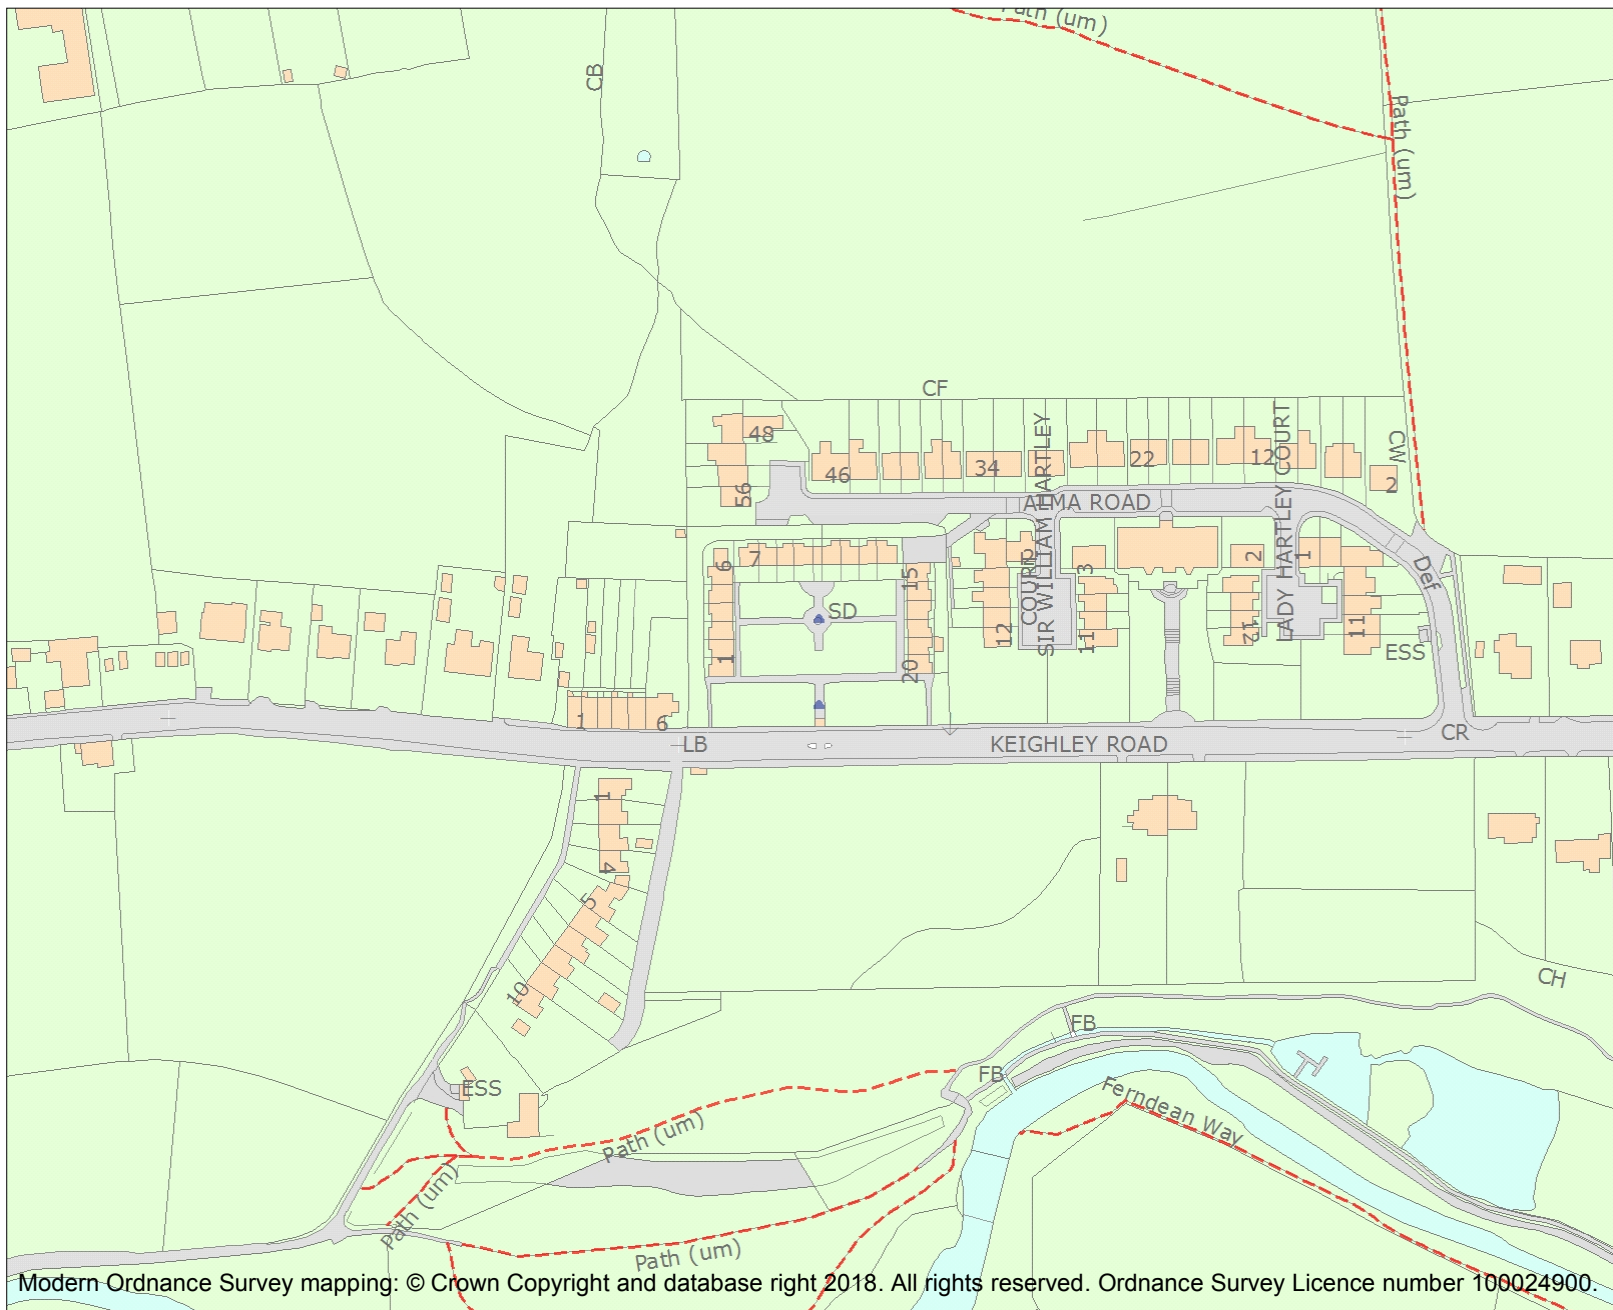 Path (um)
CB
Path (um)
CF
48
46
34
22
12
CW
2
56
ALMA ROAD
SIR WILLIAM HARTLEY
COURT
LADY HARTLEY COURT
7
6
15
SD
1
20
2
3
12
11
2
1
12
11
Def
ESS
1
6
LB
KEIGHLEY ROAD
CR
1
4
5
10
CH
FB
FB
ESS
Ferndean Way
Path (um)
Path (um)
Path (um)
Modern Ordnance Survey mapping: © Crown Copyright and database right 2018. All rights reserved. Ordnance Survey Licence number 100024900.